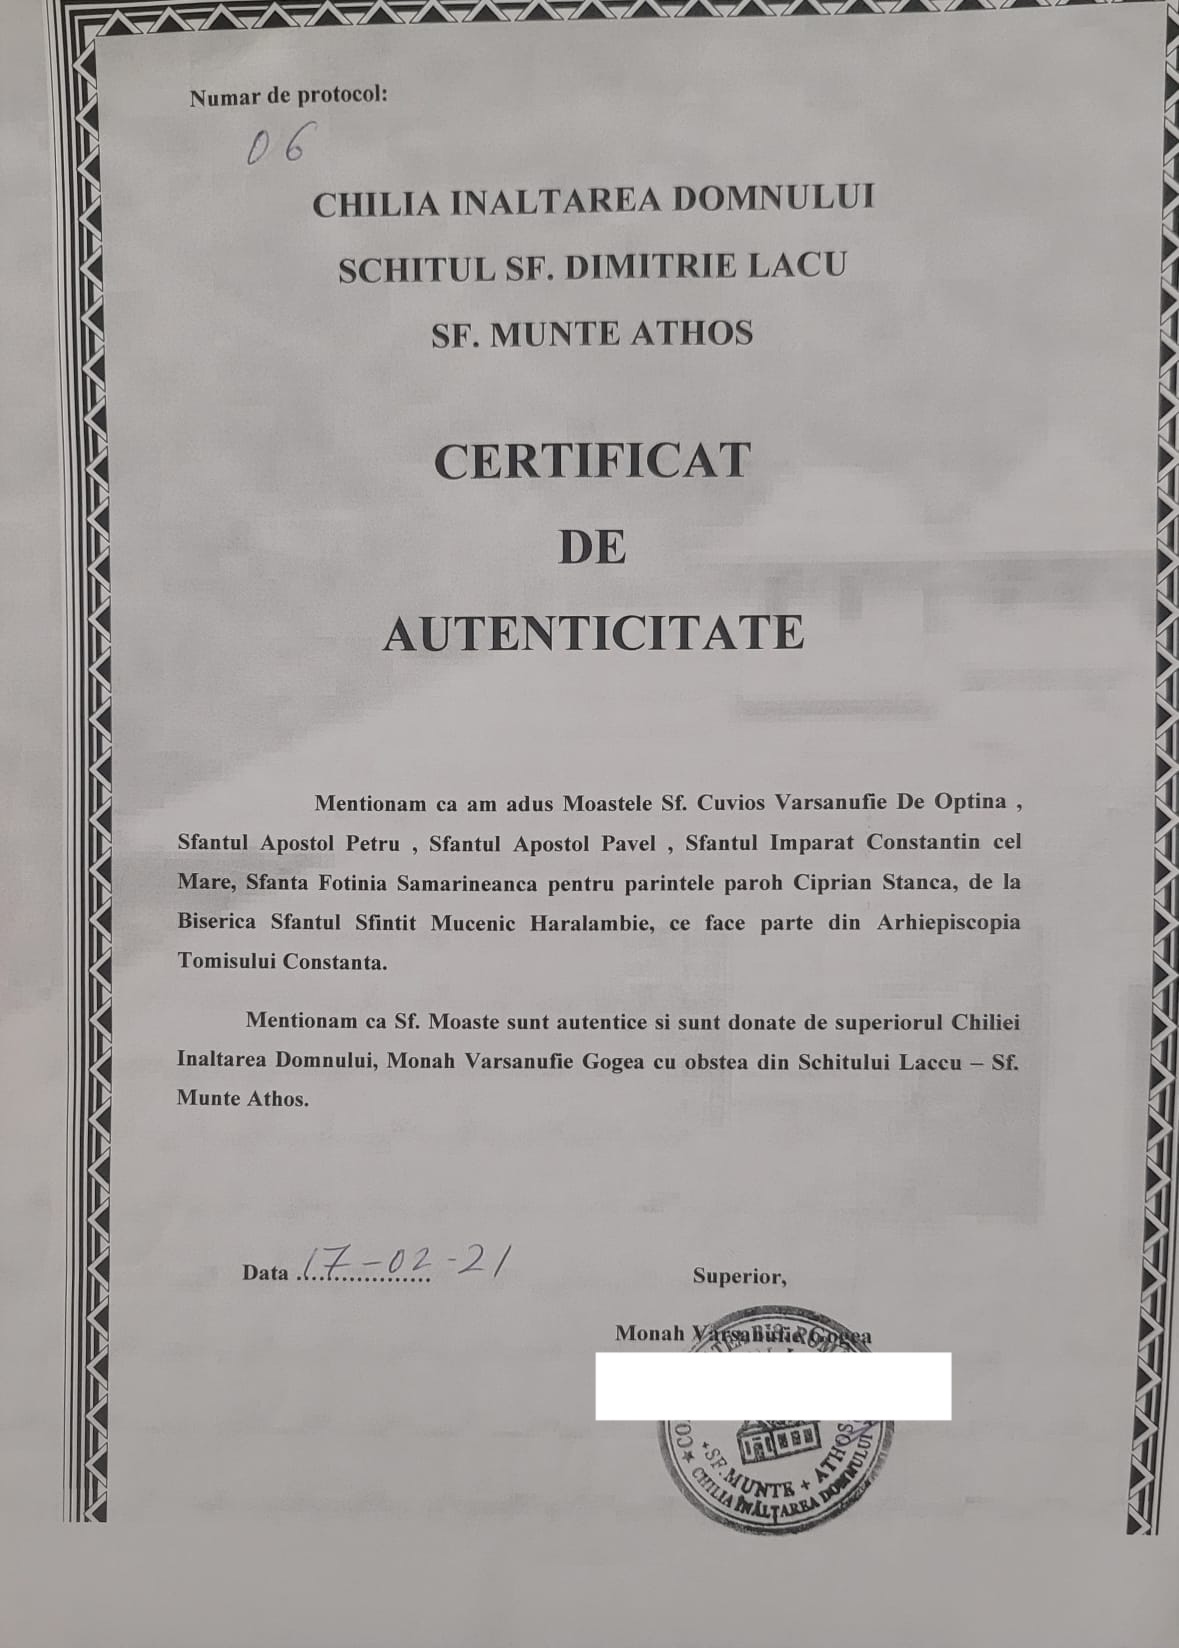 Numar de protocol:
06
CHILIA INALTAREA DOMNULUI
SCHITUL SF. DIMITRIE LACU
SF. MUNTE ATHOS
CERTIFICAT
DE
AUTENTICITATE
Mentionam ca am adus Moastele Sf. Cuvios Varsanufie De Optina ,
Sfantul Apostol Petru , Sfantul Apostol Pavel , Sfantul Imparat Constantin cel
Mare, Sfanta Fotinia Samarineanca pentru parintele paroh Ciprian Stanca, de la
Biserica Sfantul Sfintit Mucenic Haralambie, ce face parte din Arhiepiscopia
Tomisului Constanta.
Mentionam ca Sf. Moaste sunt autentice si sunt donate de superiorul Chiliei
Inaltarea Domnului, Monah Varsanufie Gogea cu obstea din Schitului Laccu – Sf.
Munte Athos.
Data .................. 17-02-21
Superior,
Monah Varsanufie Gogea
+ SF. MUNTE + ATHOS
CHILIA ÎNĂLŢAREA DOMNULUI